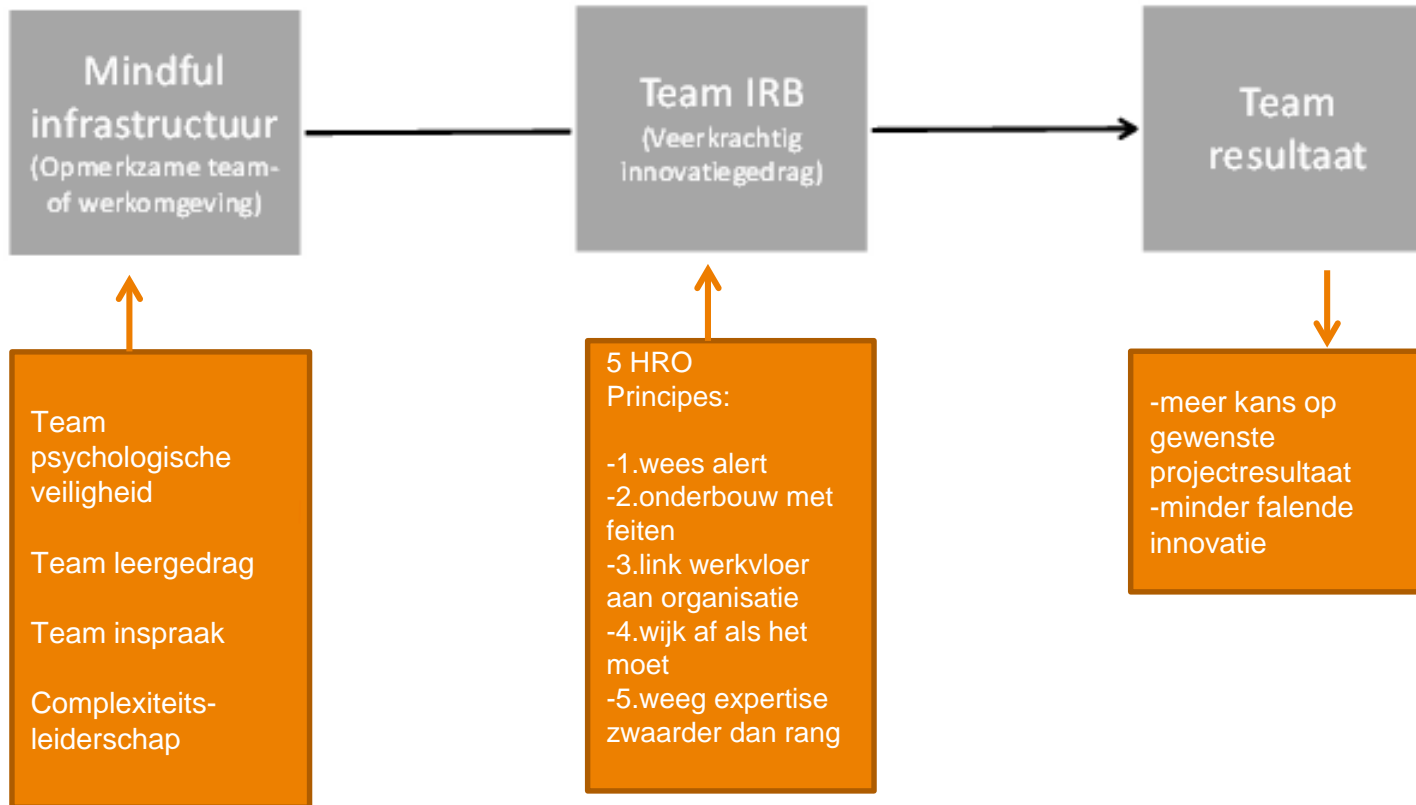 Mindful
infrastructuur
(Opmerkzame team-
of werkomgeving)
Team IRB
(Veerkrachtig
innovatiegedrag)
Team
resultaat
Team
psychologische
veiligheid
Team leergedrag
Team inspraak
Complexiteits-
leiderschap
5 HRO
Principes:
-1.wees alert
-2.onderbouw met
feiten
-3.link werkvloer
aan organisatie
-4.wijk af als het
moet
-5.weeg expertise
zwaarder dan rang
-meer kans op
gewenste
projectresultaat
-minder falende
innovatie